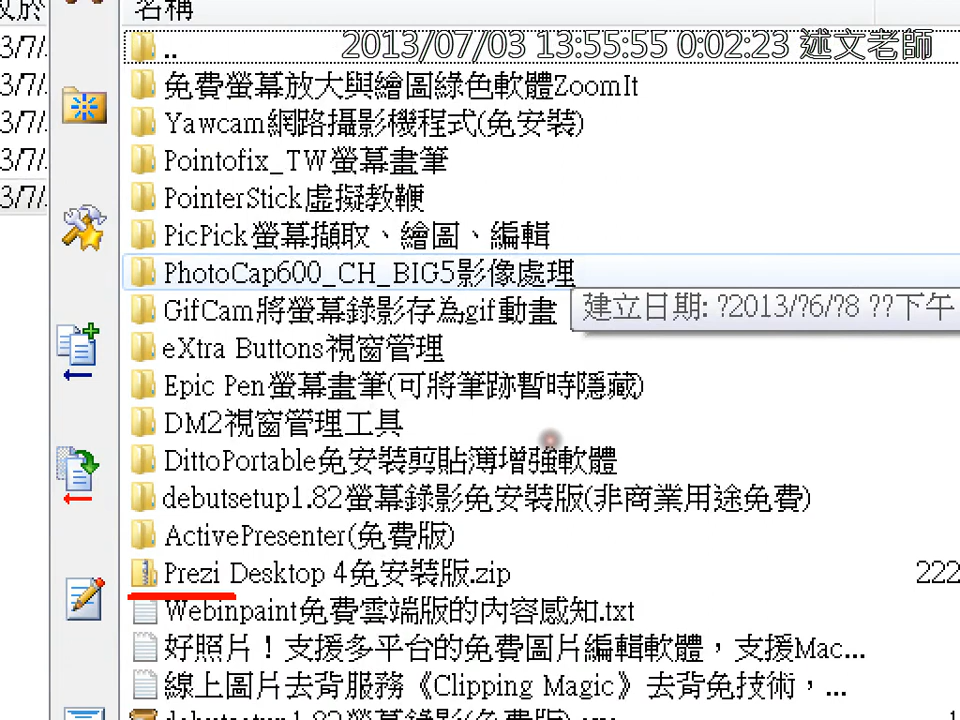 名稱
..
2013/07/03 13:55:55 0:02:23 述文老師
免費螢幕放大與繪圖綠色軟體ZoomIt
Yawcam網路攝影機程式(免安裝)
Pointofix_TW螢幕畫筆
PointerStick虛擬教鞭
PicPick螢幕擷取、繪圖、編輯
PhotoCap600_CH_BIG5影像處理
GifCam將螢幕錄影存為gif動畫
建立日期: ?2013/?6/?8 ??下午
eXtra Buttons視窗管理
Epic Pen螢幕畫筆(可將筆跡暫時隱藏)
DM2視窗管理工具
DittoPortable免安裝剪貼簿增強軟體
debutsetup1.82螢幕錄影免安裝版(非商業用途免費)
ActivePresenter(免費版)
Prezi Desktop 4免安裝版.zip 222
Webinpaint免費雲端版的內容感知.txt
好照片！支援多平台的免費圖片編輯軟體，支援Mac...
線上圖片去背服務《Clipping Magic》去背免技術，...